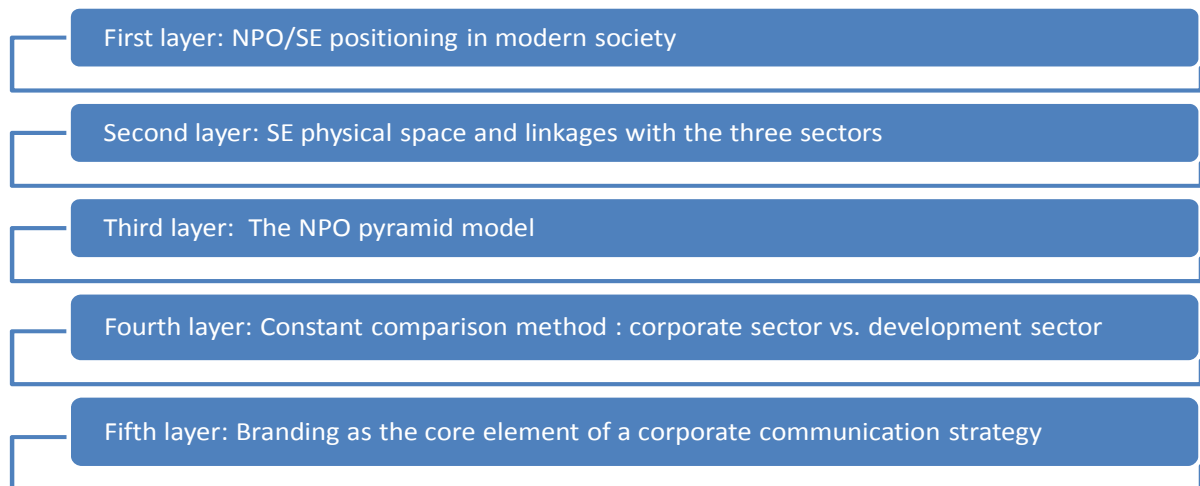 First layer: NPO/SE positioning in modern society
Second layer: SE physical space and linkages with the three sectors
Third layer:  The NPO pyramid model
Fourth layer: Constant comparison method : corporate sector vs. development sector
Fifth layer: Branding as the core element of a corporate communication strategy